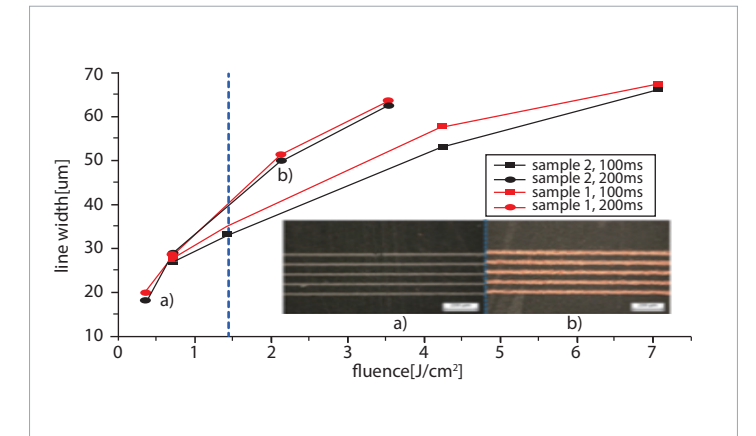 70
60
50
40
30
20
10
line width[um]
b)
a)
sample 2, 100ms
sample 2, 200ms
sample 1, 100ms
sample 1, 200ms
a)
b)
0 1 2 3 4 5 6 7
fluence[J/cm²]